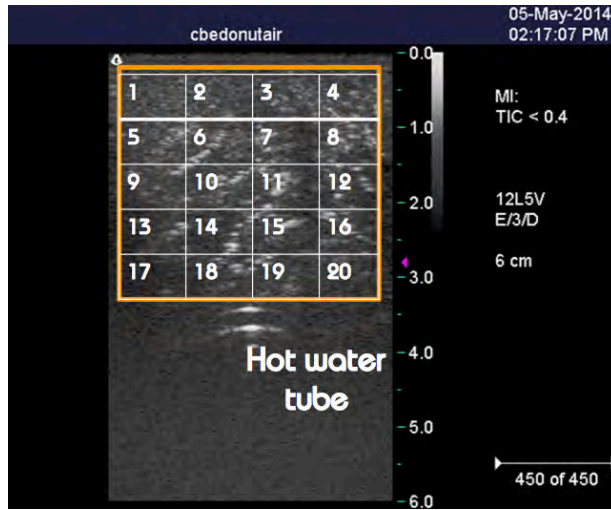 05-May-2014
cbedonutair
02:17:07 PM
0.0
1 2 3 4
MI:
TIC < 0.4
1.0
5 6 7 8
9 10 11 12
2.0
12L5V
E/3/D
13 14 15 16
6 cm
17 18 19 20
3.0
4.0
Hot water
tube
5.0
450 of 450
6.0